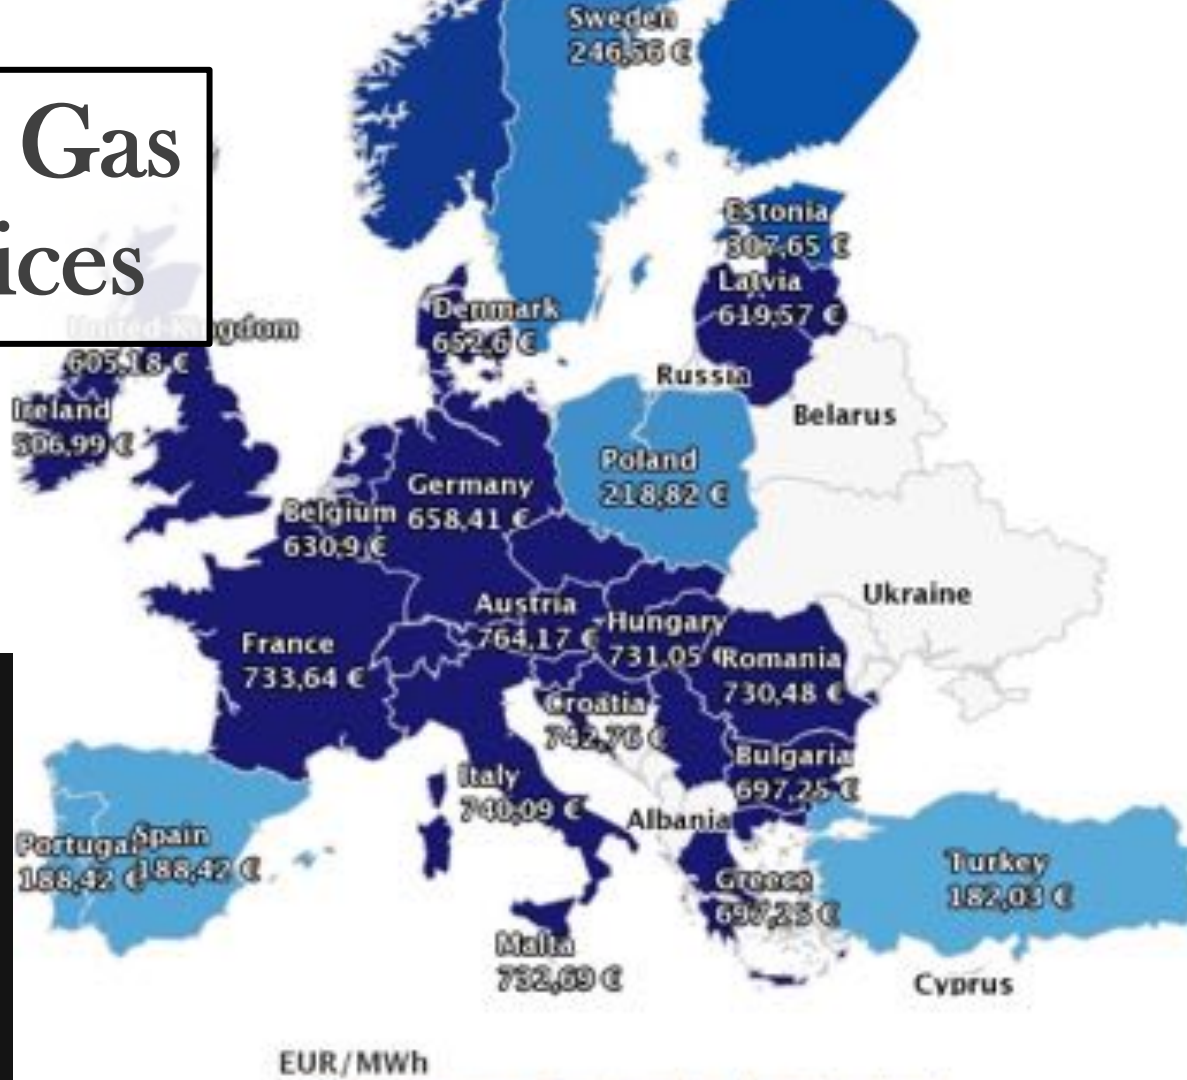 Sweden
246,56 €
Gas
ices
Estonia
307,65 €
Latvia
619,57 €
Denmark
652,6 €
United Kingdom
605,18 €
Russia
Ireland
506,99 €
Belarus
Poland
218,82 €
Germany
658,41 €
Belgium
630,9 €
Ukraine
Austria
764,17 €
Hungary
731,05 €
France
733,64 €
Romania
730,48 €
Croatia
742,76 €
Bulgaria
697,25 €
Italy
740,09 €
Albania
Portugal
188,42 €
Spain
188,42 €
Turkey
182,03 €
Greece
697,25 €
Malta
732,69 €
Cyprus
EUR/MWh